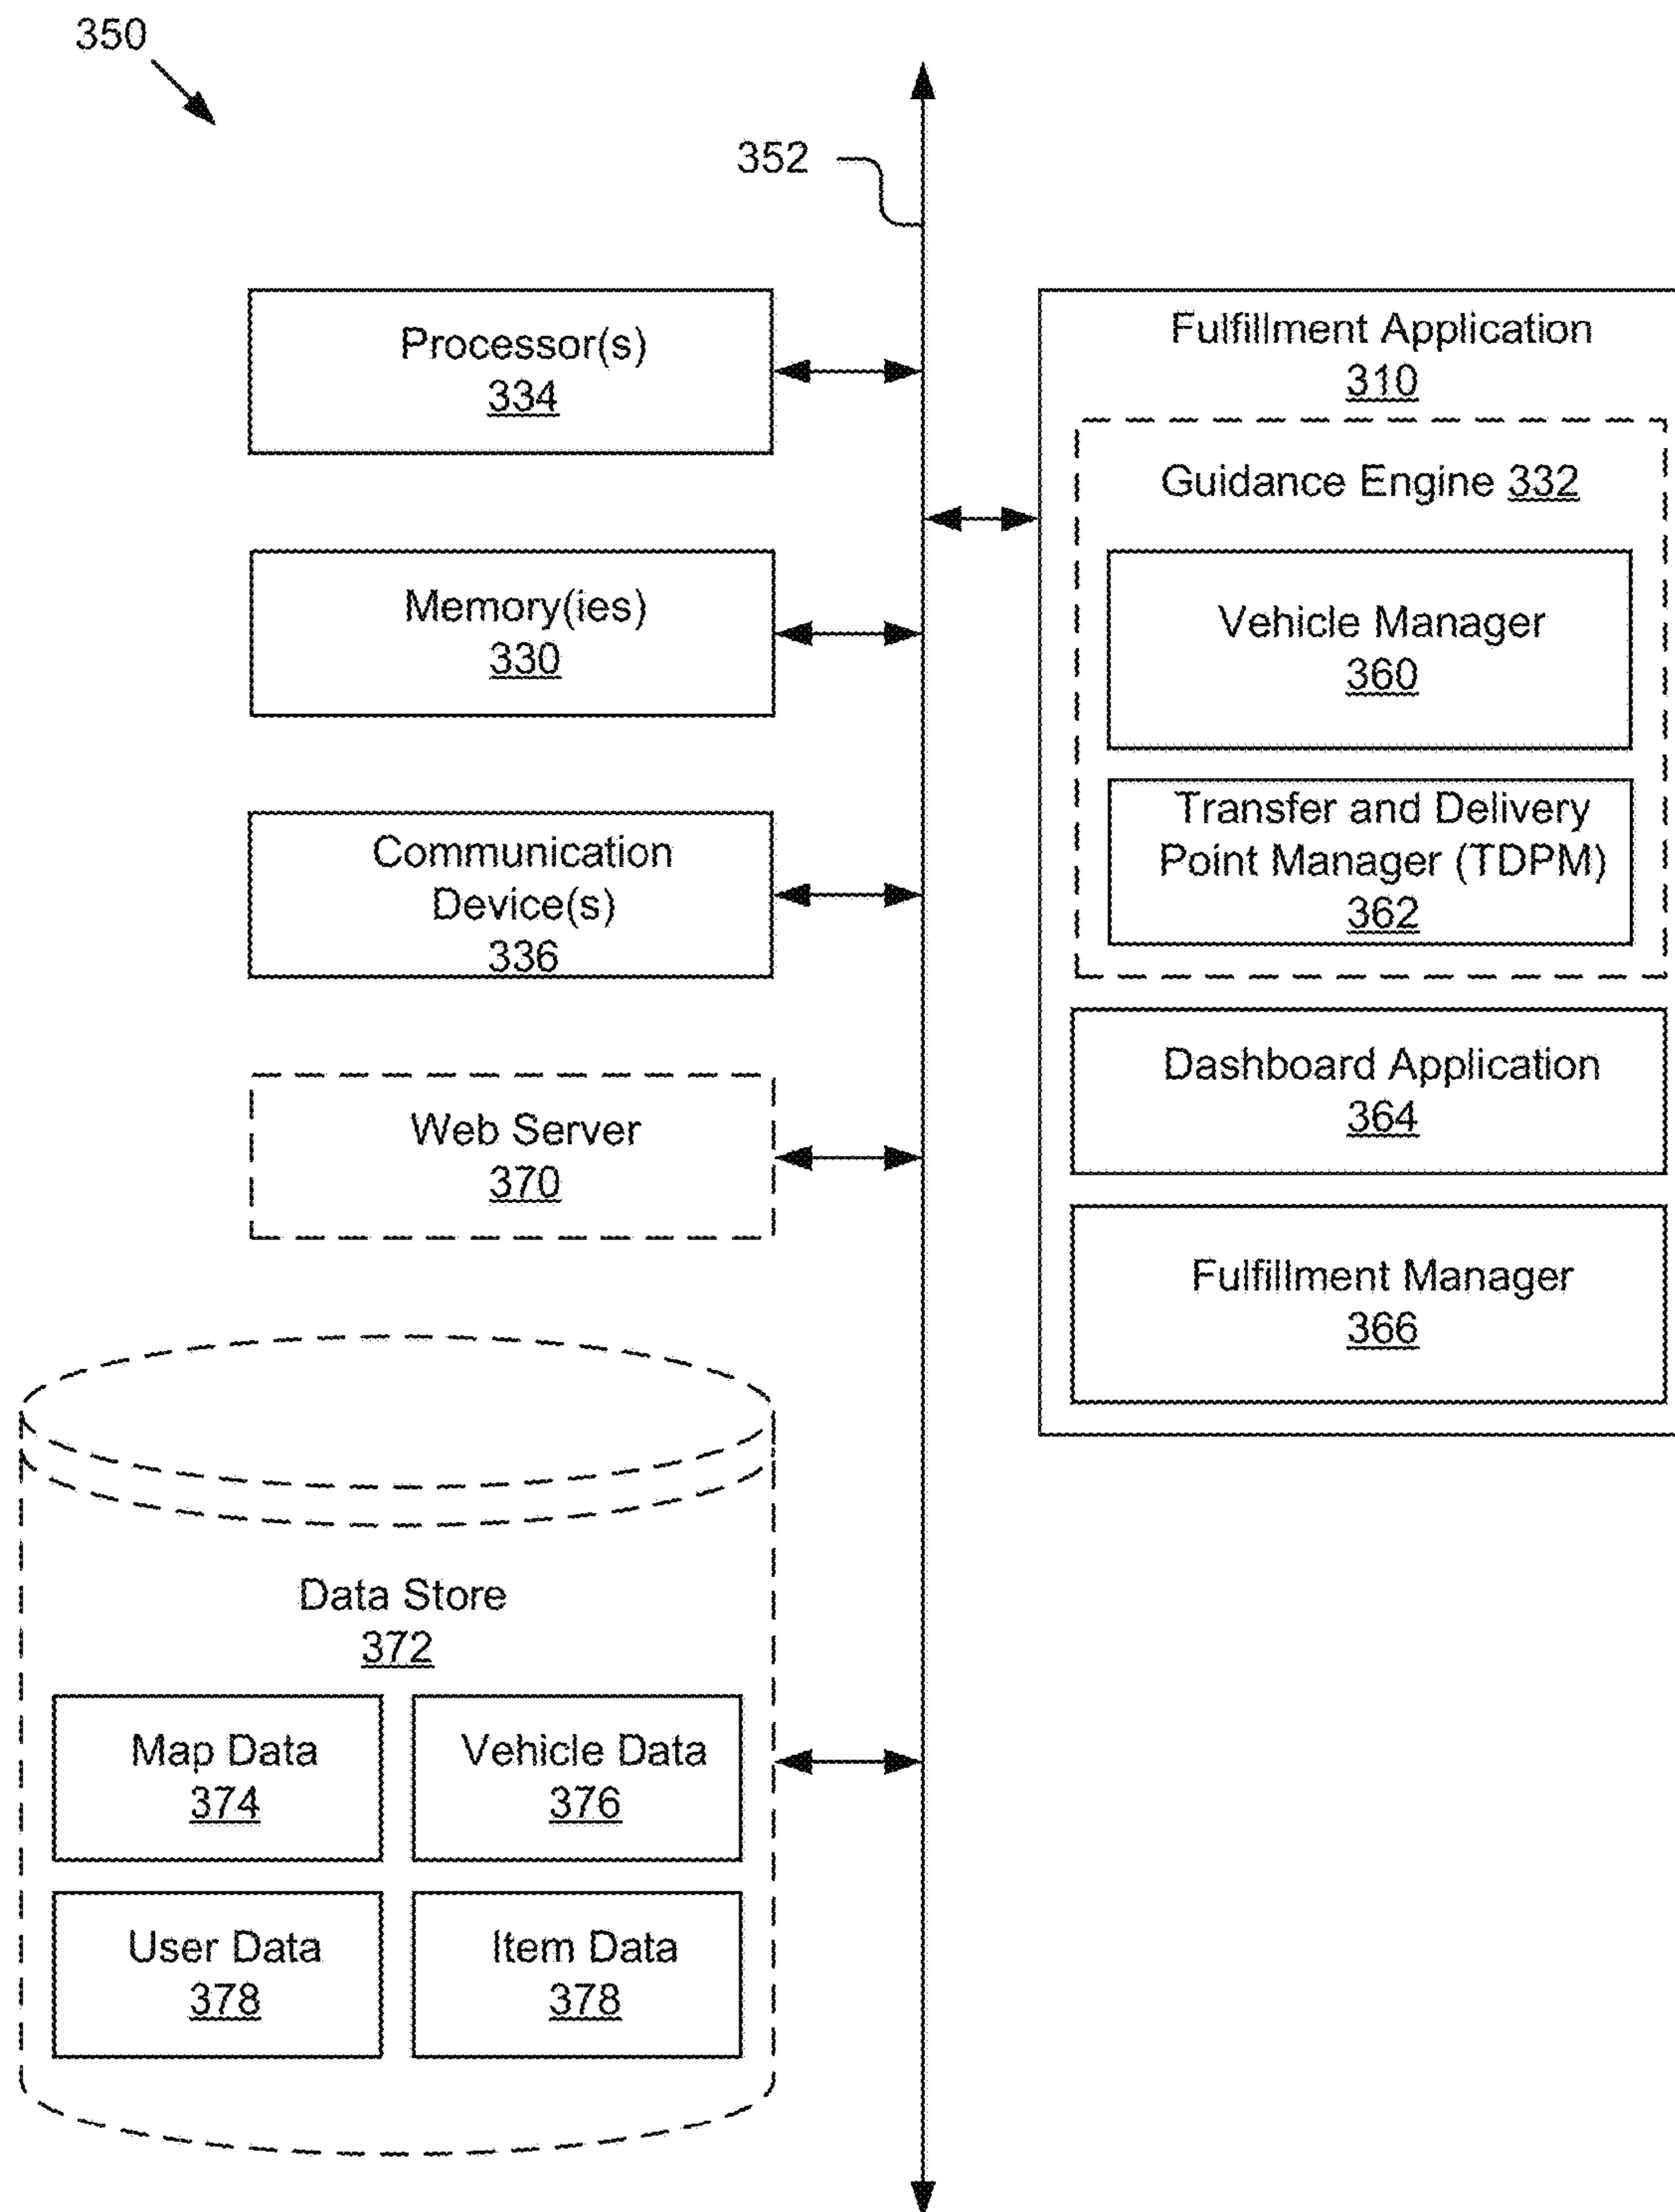 350
352
Processor(s)
334
Memory(ies)
330
Communication
Device(s)
336
Web Server
370
Data Store
372
Map Data
374
Vehicle Data
376
User Data
378
Item Data
378
Fulfillment Application
310
Guidance Engine 332
Vehicle Manager
360
Transfer and Delivery
Point Manager (TDPM)
362
Dashboard Application
364
Fulfillment Manager
366